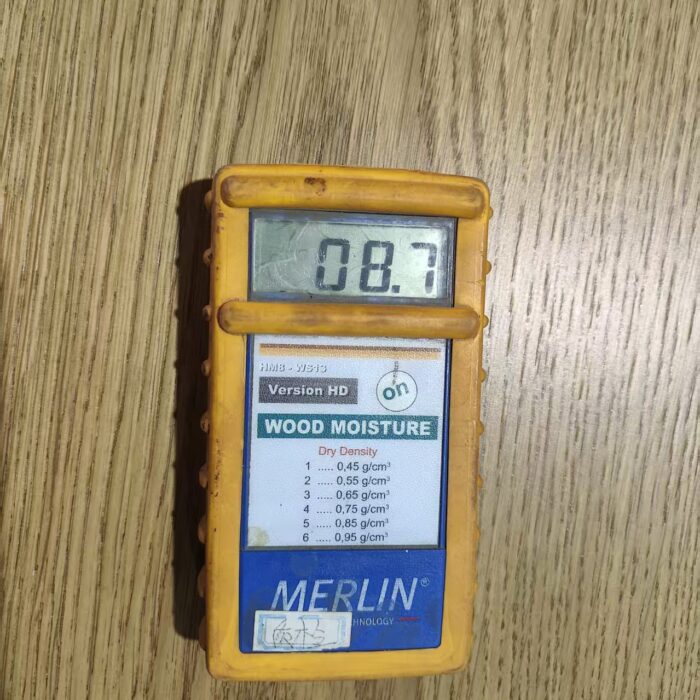 08.7
HM8 - WS13
Version HD
on
WOOD MOISTURE
Dry Density
1 ..... 0,45 g/cm³
2 ..... 0,55 g/cm³
3 ..... 0,65 g/cm³
4 ..... 0,75 g/cm³
5 ..... 0,85 g/cm³
6 ..... 0,95 g/cm³
MERLIN®